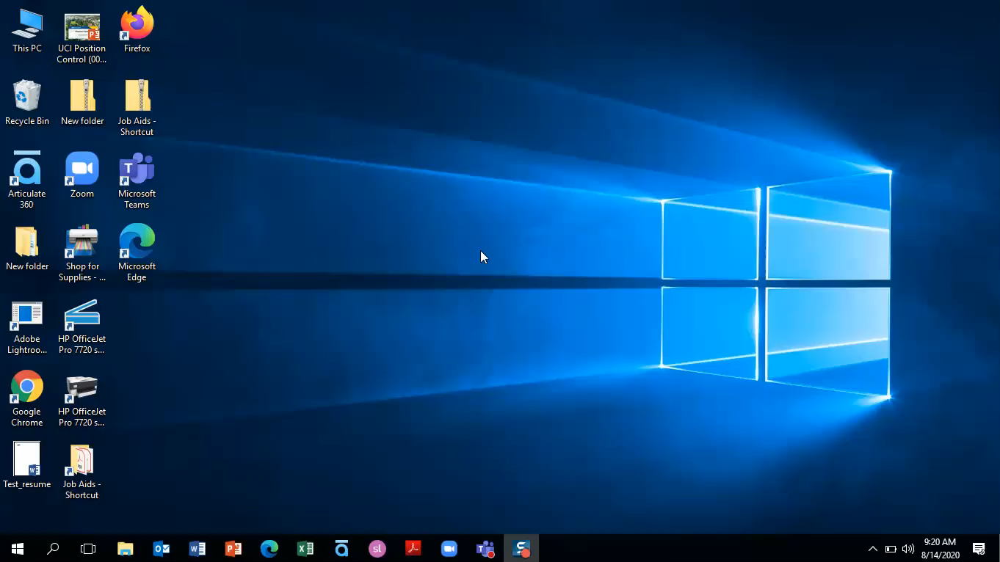 This PC
UCI Position
Control (00...
Firefox
Recycle Bin
New folder
Job Aids -
Shortcut
Articulate
360
Zoom
Microsoft
Teams
New folder
Shop for
Supplies - ...
Microsoft
Edge
Adobe
Lightroo...
HP OfficeJet
Pro 7720 s...
Google
Chrome
HP OfficeJet
Pro 7720 s...
Test_resume
Job Aids -
Shortcut
sl
9:20 AM
8/14/2020